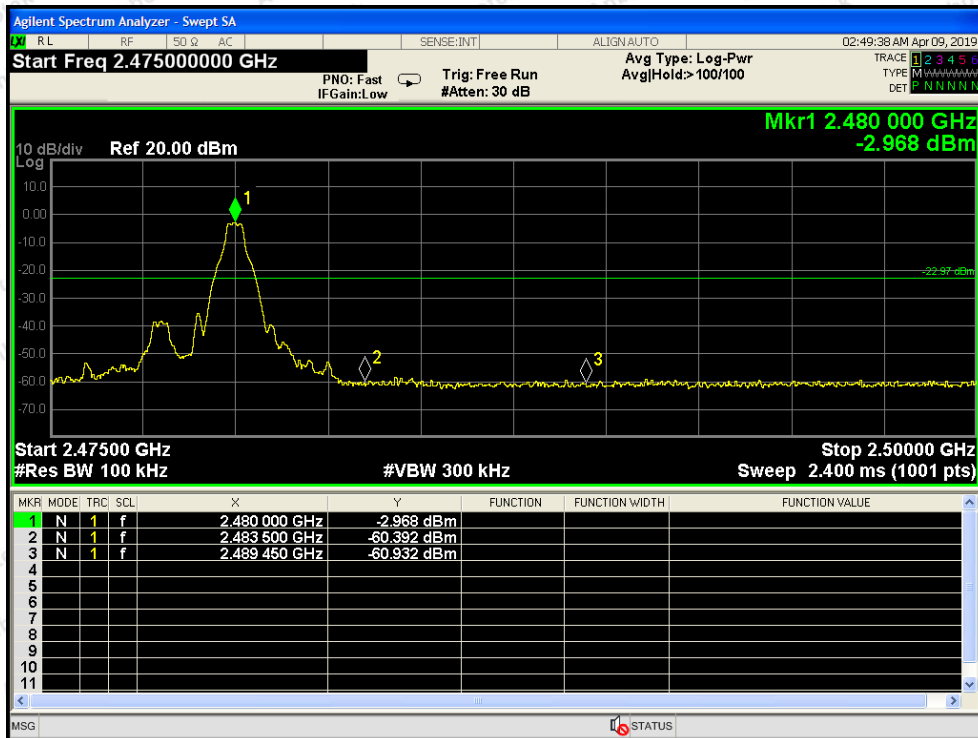 Agilent Spectrum Analyzer - Swept SA
LXI RL RF 50 Ω AC SENSE:INT ALIGN AUTO 02:49:38 AM Apr 09, 2019
Start Freq 2.475000000 GHz
PNO: Fast
IFGain:Low
Trig: Free Run
#Atten: 30 dB
Avg Type: Log-Pwr
Avg|Hold:>100/100
TRACE 1 2 3 4 5 6
TYPE MWWWWW
DET P N N N N N
Mkr1 2.480 000 GHz
-2.968 dBm
10 dB/div Ref 20.00 dBm
Log
10.0
0.00
-10.0
-20.0
-30.0
-40.0
-50.0
-60.0
-70.0
1
-22.97 dBm
2
3
Start 2.47500 GHz Stop 2.50000 GHz
#Res BW 100 kHz #VBW 300 kHz Sweep 2.400 ms (1001 pts)
MKR MODE TRC SCL X Y FUNCTION FUNCTION WIDTH FUNCTION VALUE
1 N 1 f 2.480 000 GHz -2.968 dBm
2 N 1 f 2.483 500 GHz -60.392 dBm
3 N 1 f 2.489 450 GHz -60.932 dBm
4
5
6
7
8
9
10
11
MSG STATUS